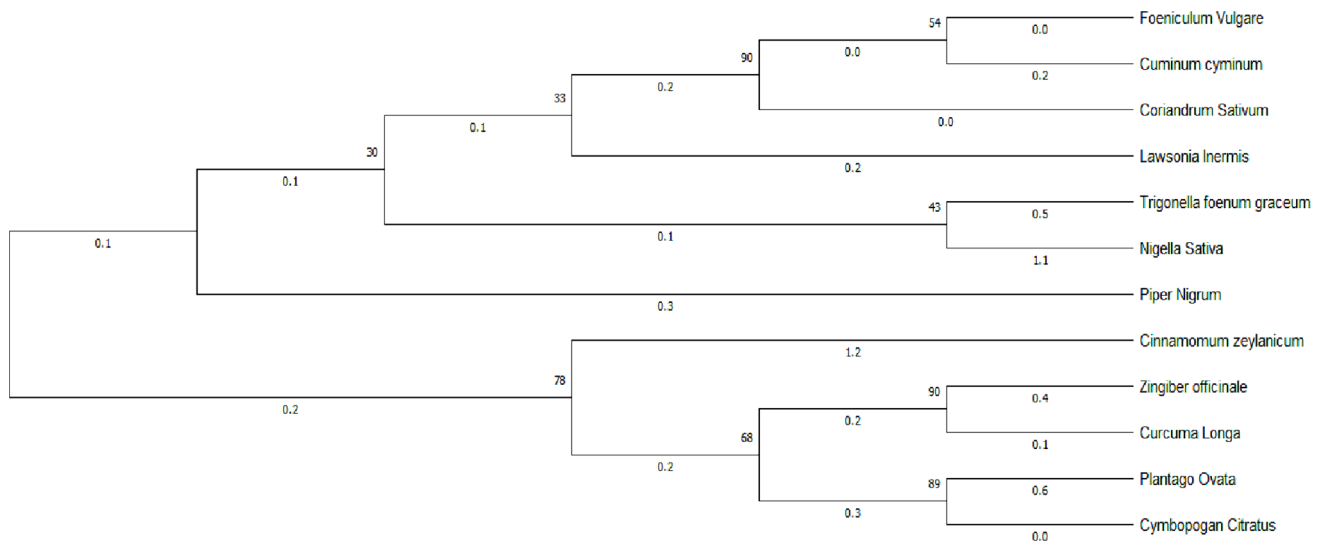 54
Foeniculum Vulgare
0.0
90
0.0
Cuminum cyminum
0.2
33
0.2
Coriandrum Sativum
0.0
30
0.1
Lawsonia Inermis
0.2
0.1
43
Trigonella foenum graceum
0.5
0.1
0.1
Nigella Sativa
1.1
Piper Nigrum
0.3
Cinnamomum zeylanicum
1.2
78
0.2
90
Zingiber officinale
0.4
0.2
68
Curcuma Longa
0.1
0.2
89
Plantago Ovata
0.6
0.3
Cymbopogan Citratus
0.0